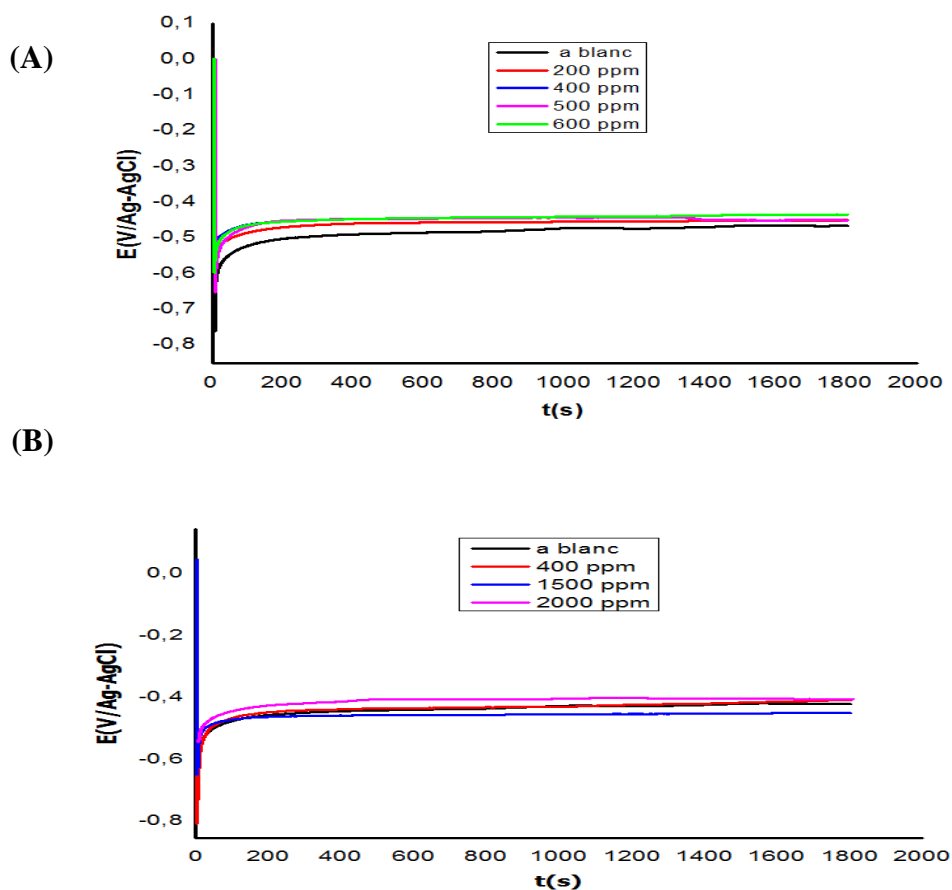 (A)
0,1
0,0
-0,1
-0,2
-0,3
-0,4
-0,5
-0,6
-0,7
-0,8
E(V/Ag-AgCl)
a blanc
200 ppm
400 ppm
500 ppm
600 ppm
0 200 400 600 800 1000 1200 1400 1600 1800 2000
t(s)
(B)
0,0
-0,2
-0,4
-0,6
-0,8
E(V/Ag-AgCl)
a blanc
400 ppm
1500 ppm
2000 ppm
0 200 400 600 800 1000 1200 1400 1600 1800 2000
t(s)